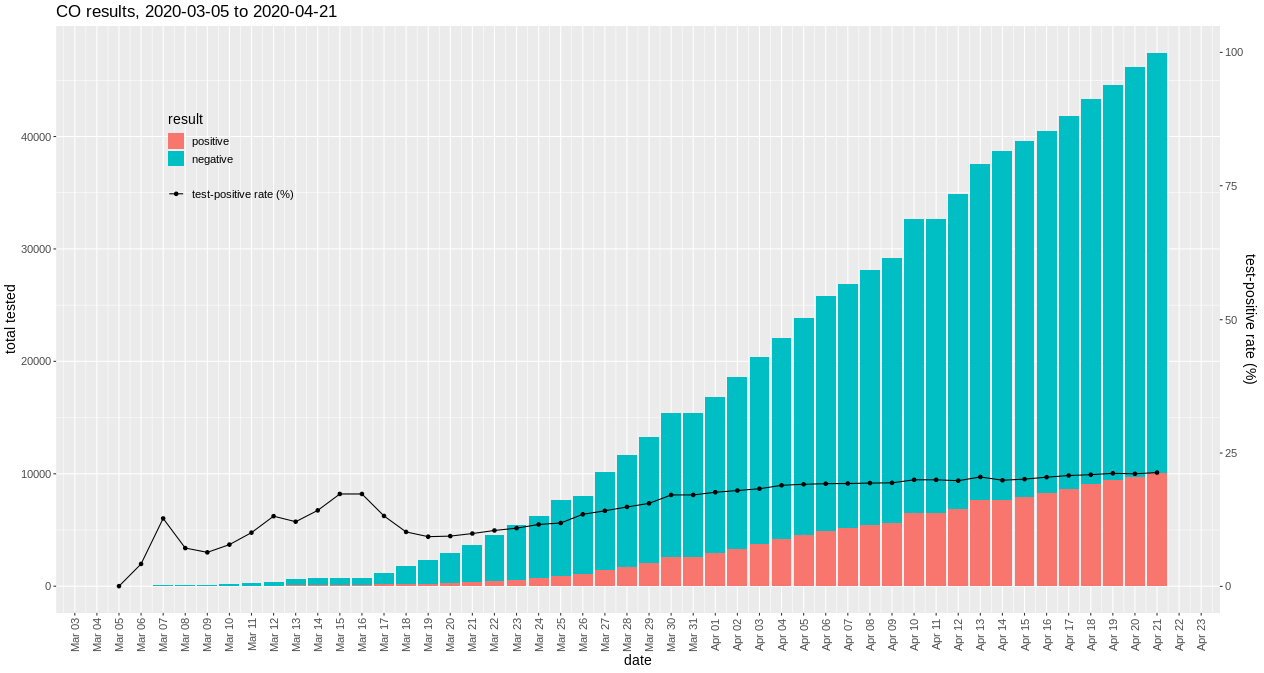 CO results, 2020-03-05 to 2020-04-21
result
positive
negative
test-positive rate (%)
total tested
40000
30000
20000
10000
0
100
75
50
25
0
test-positive rate (%)
Mar 03
Mar 04
Mar 05
Mar 06
Mar 07
Mar 08
Mar 09
Mar 10
Mar 11
Mar 12
Mar 13
Mar 14
Mar 15
Mar 16
Mar 17
Mar 18
Mar 19
Mar 20
Mar 21
Mar 22
Mar 23
Mar 24
Mar 25
Mar 26
Mar 27
Mar 28
Mar 29
Mar 30
Mar 31
Apr 01
Apr 02
Apr 03
Apr 04
Apr 05
Apr 06
Apr 07
Apr 08
Apr 09
Apr 10
Apr 11
Apr 12
Apr 13
Apr 14
Apr 15
Apr 16
Apr 17
Apr 18
Apr 19
Apr 20
Apr 21
Apr 22
Apr 23
date